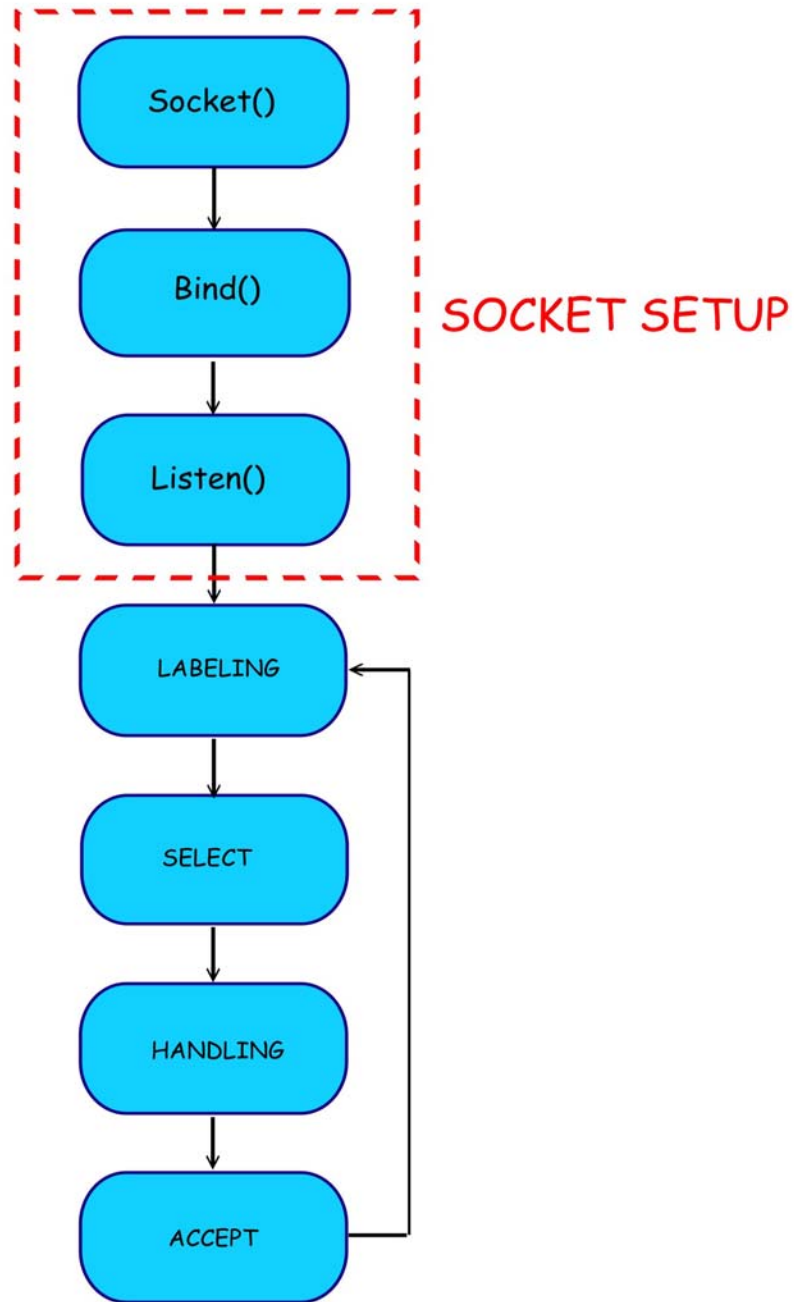 Socket()
Bind()
SOCKET SETUP
Listen()
LABELING
SELECT
HANDLING
ACCEPT